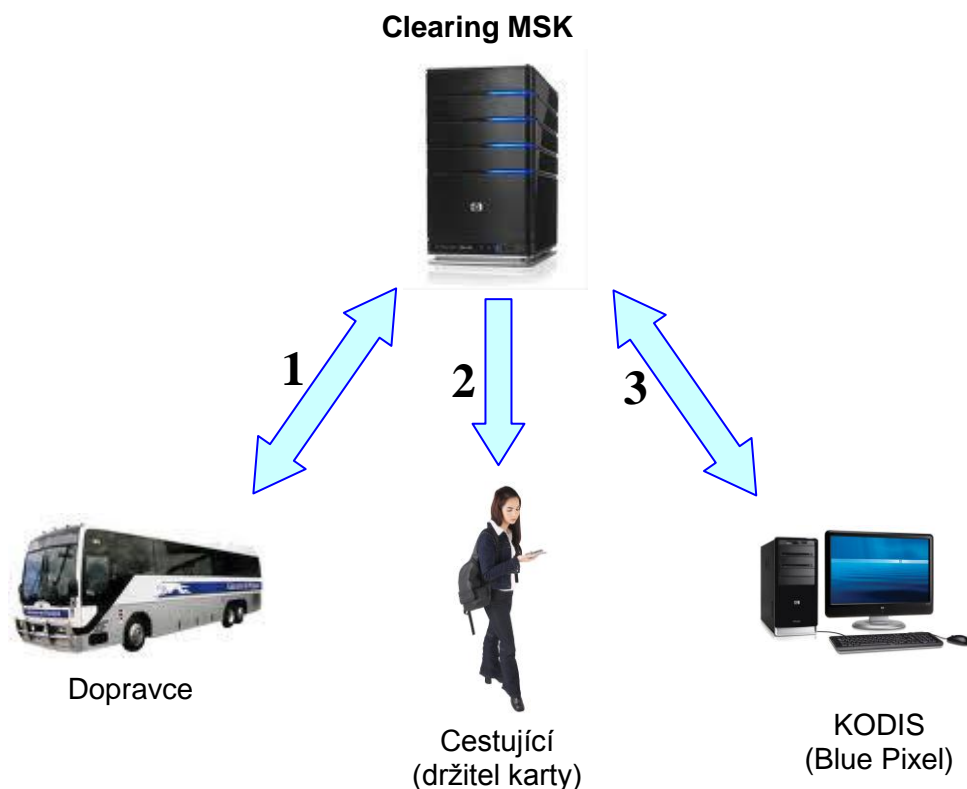 Clearing MSK
1
2
3
Dopravce
Cestující
(držitel karty)
KODIS
(Blue Pixel)